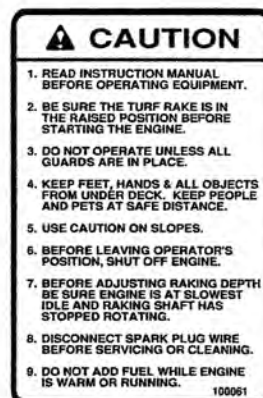 CAUTION
1. READ INSTRUCTION MANUAL
BEFORE OPERATING EQUIPMENT.
2. BE SURE THE TURF RAKE IS IN
THE RAISED POSITION BEFORE
STARTING THE ENGINE.
3. DO NOT OPERATE UNLESS ALL
GUARDS ARE IN PLACE.
4. KEEP FEET, HANDS & ALL OBJECTS
FROM UNDER DECK. KEEP PEOPLE
AND PETS AT SAFE DISTANCE.
5. USE CAUTION ON SLOPES.
6. BEFORE LEAVING OPERATOR'S
POSITION, SHUT OFF ENGINE.
7. BEFORE ADJUSTING RAKING DEPTH
BE SURE ENGINE IS AT SLOWEST
IDLE AND RAKING SHAFT HAS
STOPPED ROTATING.
8. DISCONNECT SPARK PLUG WIRE
BEFORE SERVICING OR CLEANING.
9. DO NOT ADD FUEL WHILE ENGINE
IS WARM OR RUNNING.
100061